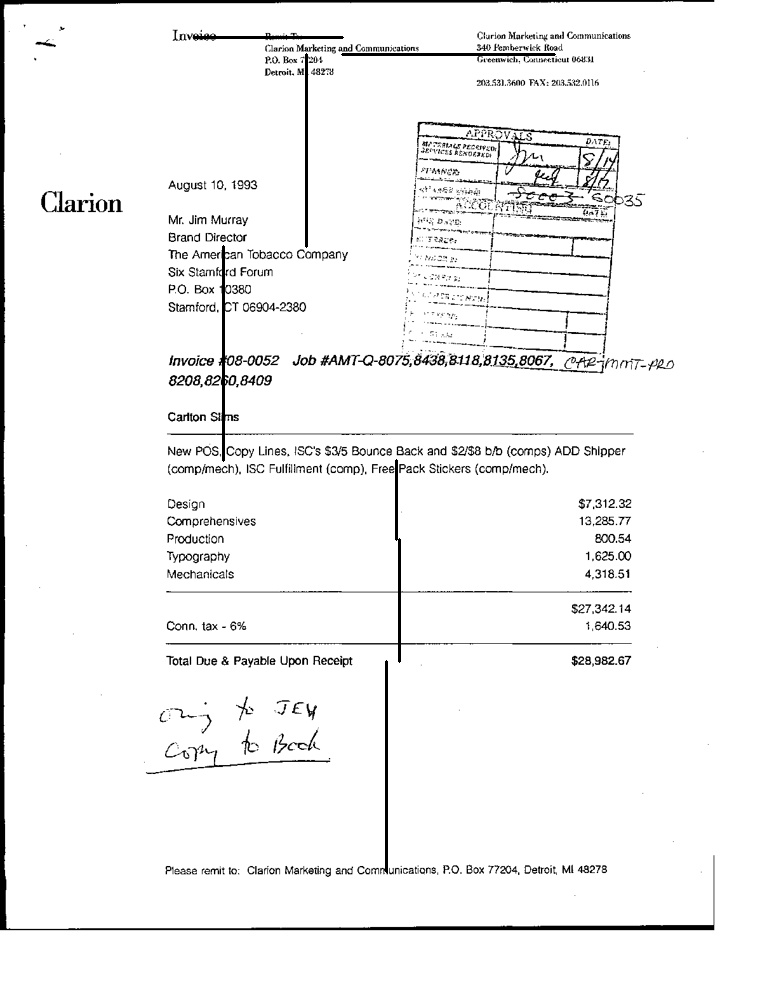 Invoice
Remit To:
Clarion Marketing and Communications
P.O. Box 77204
Detroit, MI 48278
Clarion Marketing and Communications
340 Pemberwick Road
Greenwich, Connecticut 06831
203.531.3600 FAX: 203.532.0116
APPROVALS DATE:
MATERIALS RECEIVED/
SERVICES RENDERED: 8/14
8/17
60035
ACCOUNTING DATE:
Clarion
August 10, 1993
Mr. Jim Murray
Brand Director
The American Tobacco Company
Six Stamford Forum
P.O. Box 10380
Stamford, CT 06904-2380
Invoice #08-0052 Job #AMT-Q-8075,8438,8118,8135,8067, CAR-MMT-PRO
8208,8260,8409
Carlton Slims
New POS, Copy Lines, ISC's $3/5 Bounce Back and $2/$8 b/b (comps) ADD Shipper
(comp/mech), ISC Fulfillment (comp), Free Pack Stickers (comp/mech).
Design $7,312.32
Comprehensives 13,285.77
Production 800.54
Typography 1,625.00
Mechanicals 4,318.51
$27,342.14
Conn. tax - 6% 1,640.53
Total Due & Payable Upon Receipt $28,982.67
Orig to JEM
Copy to Book
Please remit to: Clarion Marketing and Communications, P.O. Box 77204, Detroit, MI 48278